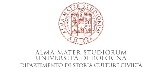 ALMA MATER STUDIORUM
UNIVERSITÀ DI BOLOGNA
DIPARTIMENTO DI STORIA CULTURE CIVILTÀ